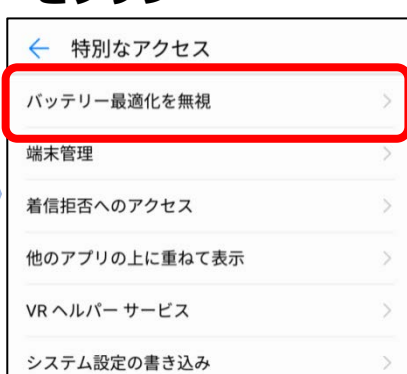 特別なアクセス
バッテリー最適化を無視
端末管理
着信拒否へのアクセス
他のアプリの上に重ねて表示
VR ヘルパー サービス
システム設定の書き込み